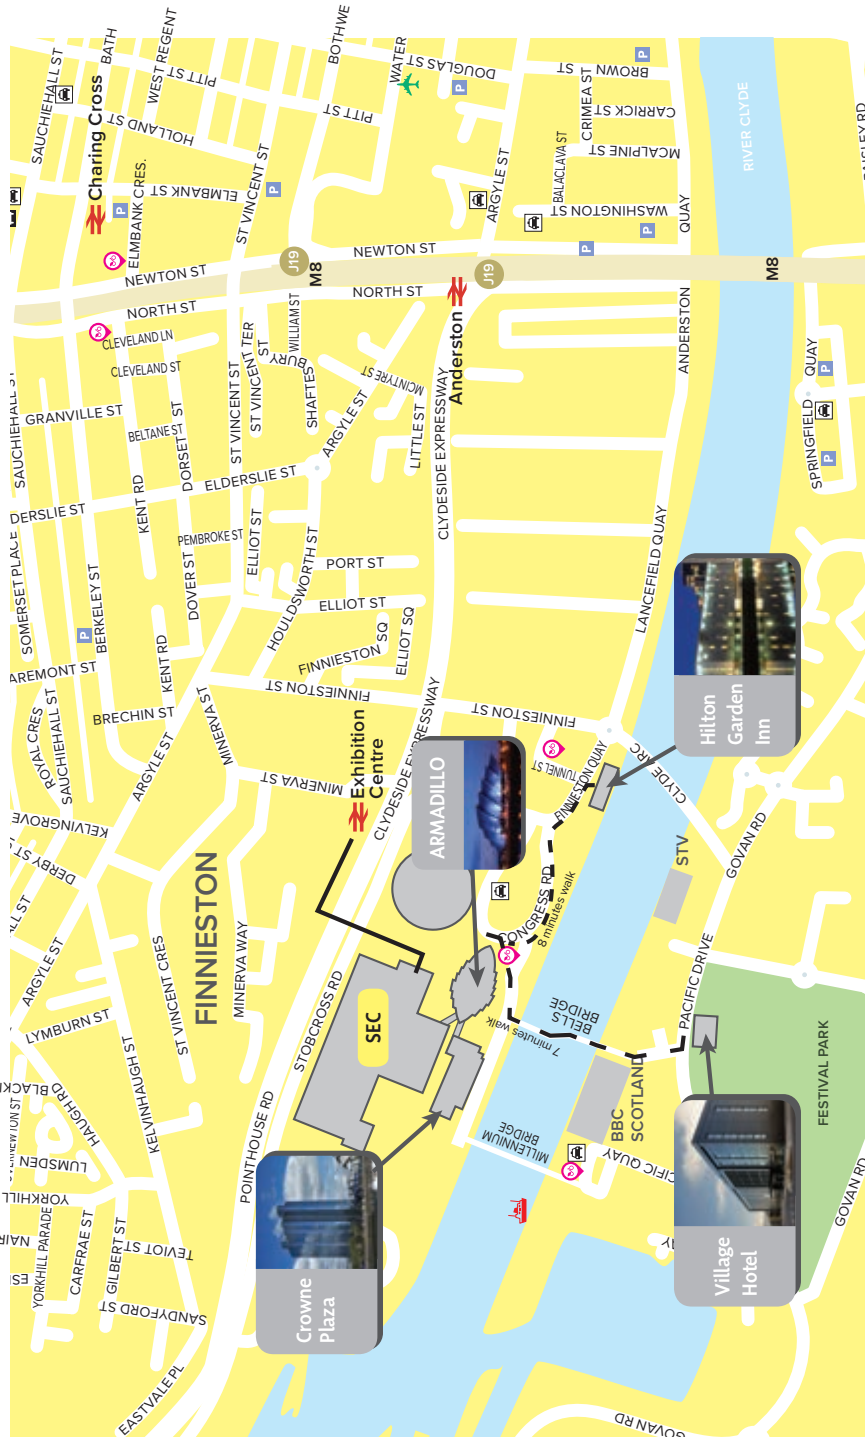 SAUCHIEHALL ST
BATH
WEST REGENT
PITT ST
HOLLAND ST
Charing Cross
ELMBANK CRES.
ELMBANK ST
ST VINCENT ST
BOTHWE
WATER
PITT ST
DOUGLAS ST
ARGYLE ST
BROWN ST
CRIMEA ST
CARRICK ST
BALACLAVA ST
MCALPINE ST
WASHINGTON ST
QUAY
RIVER CLYDE
AISLEY RD
NEWTON ST
NEWTON ST
NORTH ST
NORTH ST
J19
M8
J19
M8
Anderston
ANDERSTON
QUAY
SPRINGFIELD
CLEVELAND LN
CLEVELAND ST
WILLIAM ST
ST VINCENT TER
BURY ST
SHAFTES
MCINTYRE ST
ARGYLE ST
LITTLE ST
CLYDESIDE EXPRESSWAY
SAUCHIEHALL ST
GRANVILLE ST
BELTANE ST
DORSET ST
ST VINCENT ST
ELDERSLIE ST
DERSLIE ST
KENT RD
PEMBROKE ST
ELLIOT ST
SOMERSET PLACE
BERKELEY ST
DOVER ST
HOULDSWORTH ST
PORT ST
ELLIOT ST
FINNIESTON SQ
ELLIOT SQ
LANCEFIELD QUAY
AREMONT ST
ROYAL CRES
SAUCHIEHALL ST
KENT RD
BRECHIN ST
ARGYLE ST
MINERVA ST
FINNIESTON ST
FINNIESTON ST
CLYDESIDE EXPRESSWAY
MINERVA ST
Exhibition
Centre
ARMADILLO
TUNNEL ST
FINNIESTON QUAY
CLYDE ARC
Hilton
Garden
Inn
KELVINGROVE
DERBY ST
FINNIESTON
ARGYLE ST
MINERVA WAY
ST VINCENT CRES
LYMBURN ST
STOBCROSS RD
SEC
CONGRESS RD
8 minutes walk
7 minutes walk
BELLS
BRIDGE
STV
GOVAN RD
PACIFIC DRIVE
FESTIVAL PARK
BBC
SCOTLAND
MILLENNIUM
BRIDGE
CIFIC QUAY
HAUGH RD
KELVINHAUGH ST
LUMSDEN
YORKHILL
YORKHILL PARADE
NAIR
CARFRAE ST
GILBERT ST
TEVIOT ST
SANDYFORD ST
EASTVALE PL
POINTHOUSE RD
Crowne
Plaza
Village
Hotel
GOVAN RD
GOVAN RD
P
P
P
P
P
P
P
P
P
P